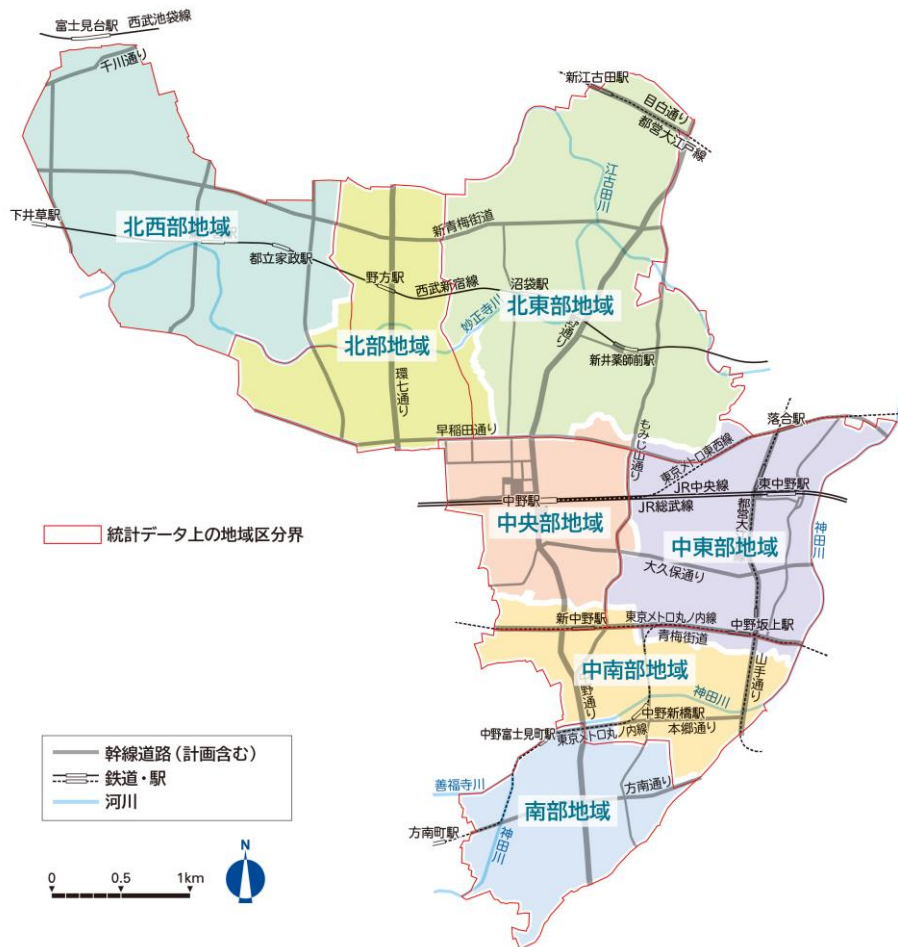 富士見台駅
西武池袋線
千川通り
新江古田駅
目白通り
都営大江戸線
江古田川
下井草駅
北西部地域
都立家政駅
新青梅街道
野方駅
西武新宿線
沼袋駅
北東部地域
妙正寺川
通り
北部地域
新井薬師前駅
環七通り
早稲田通り
もみじ山通り
落合駅
東京メトロ東西線
JR中央線
東中野駅
中野駅
JR総武線
中央部地域
都営大
線
神田川
中東部地域
統計データ上の地域区分界
大久保通り
新中野駅
東京メトロ丸ノ内線
中野坂上駅
青梅街道
中南部地域
山手通り
神田川
野通り
中野新橋駅
本郷通り
中野富士見町駅
東京メトロ丸ノ内線
幹線道路(計画含む)
鉄道・駅
河川
善福寺川
方南通り
南部地域
方南町駅
神田川
N
0 0.5 1km